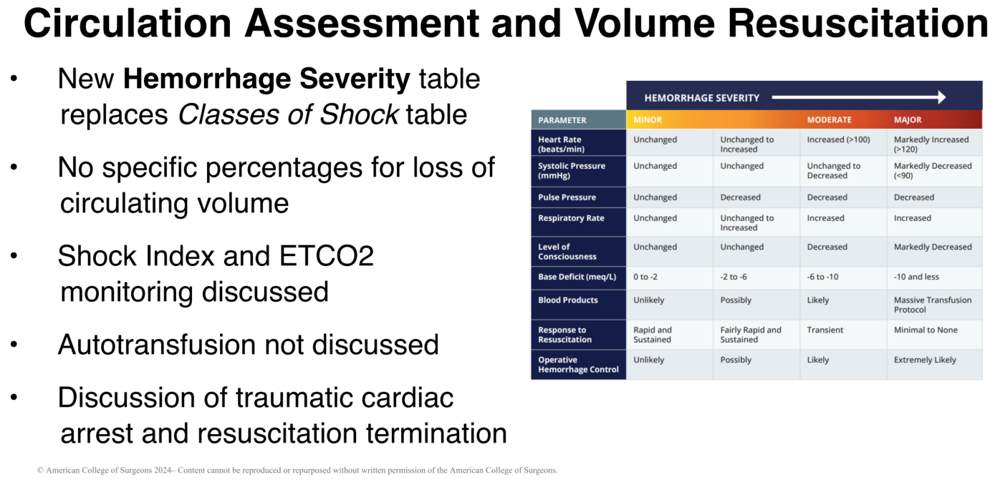 Circulation Assessment and Volume Resuscitation
• New Hemorrhage Severity table
replaces Classes of Shock table
• No specific percentages for loss of
circulating volume
• Shock Index and ETCO2
monitoring discussed
• Autotransfusion not discussed
• Discussion of traumatic cardiac
arrest and resuscitation termination
HEMORRHAGE SEVERITY
PARAMETER MINOR MODERATE MAJOR
Heart Rate Unchanged Unchanged to Increased (>100) Markedly Increased
(beats/min) Increased (>120)
Systolic Pressure Unchanged Unchanged Unchanged to Markedly Decreased
(mmHg) Decreased (<90)
Pulse Pressure Unchanged Decreased Decreased Decreased
Respiratory Rate Unchanged Unchanged to Increased Increased
Increased
Level of Unchanged Unchanged Decreased Markedly Decreased
Consciousness
Base Deficit (meq/L) 0 to -2 -2 to -6 -6 to -10 -10 and less
Blood Products Unlikely Possibly Likely Massive Transfusion
Protocol
Response to Rapid and Fairly Rapid and Transient Minimal to None
Resuscitation Sustained Sustained
Operative Unlikely Possibly Likely Extremely Likely
Hemorrhage Control
© American College of Surgeons 2024– Content cannot be reproduced or repurposed without written permission of the American College of Surgeons.